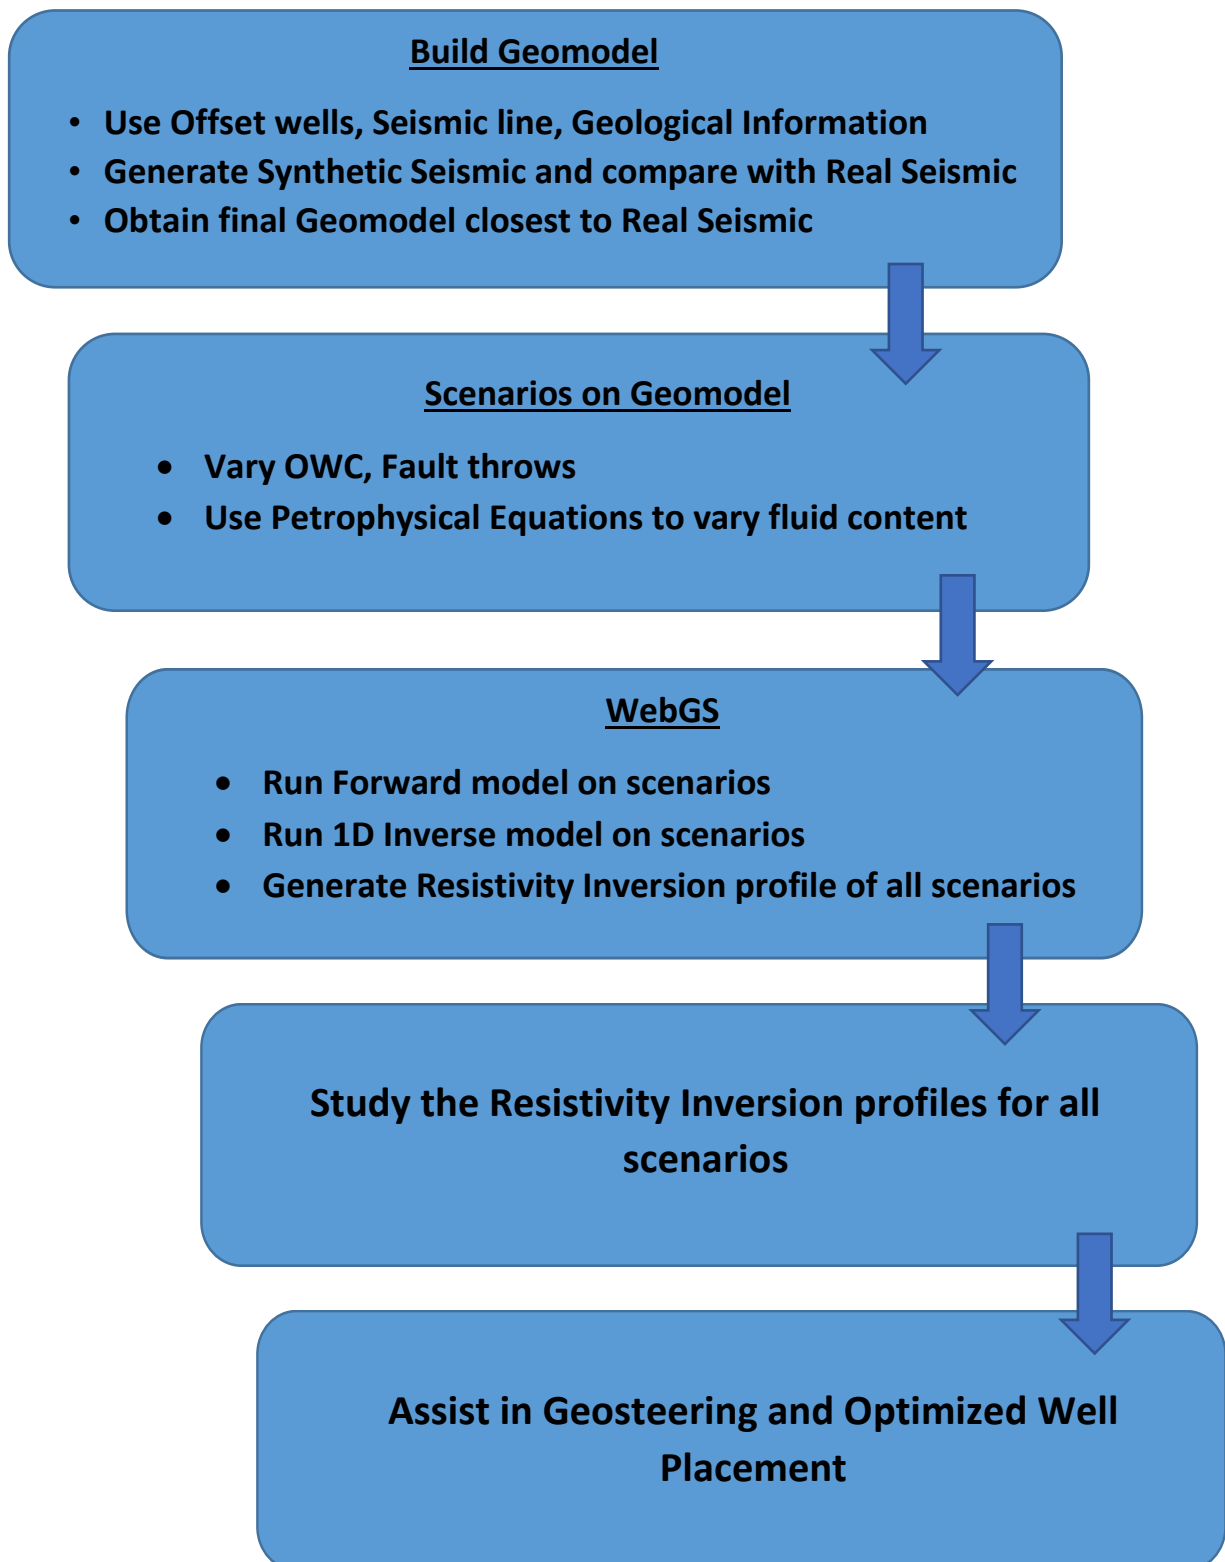 Build Geomodel
• Use Offset wells, Seismic line, Geological Information
• Generate Synthetic Seismic and compare with Real Seismic
• Obtain final Geomodel closest to Real Seismic
Scenarios on Geomodel
• Vary OWC, Fault throws
• Use Petrophysical Equations to vary fluid content
WebGS
• Run Forward model on scenarios
• Run 1D Inverse model on scenarios
• Generate Resistivity Inversion profile of all scenarios
Study the Resistivity Inversion profiles for all
scenarios
Assist in Geosteering and Optimized Well
Placement